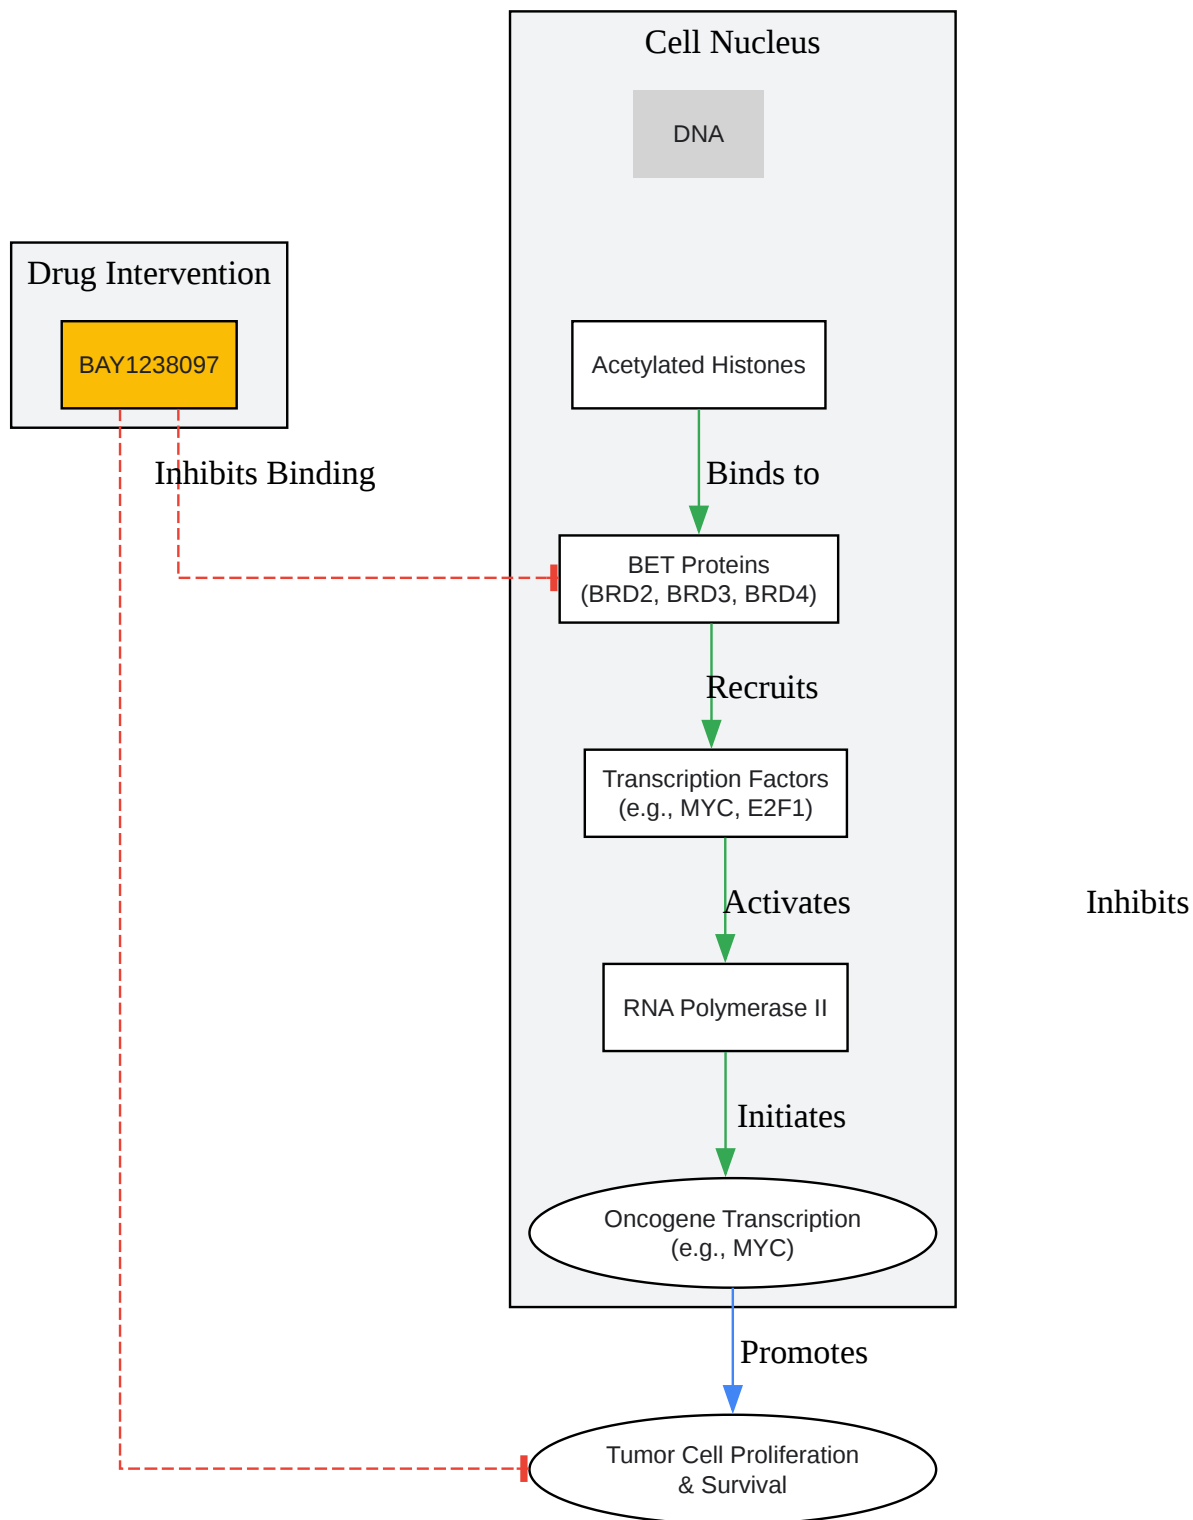 Cell Nucleus
DNA
Drug Intervention
BAY1238097
Acetylated Histones
Inhibits Binding
Binds to
BET Proteins
(BRD2, BRD3, BRD4)
Recruits
Transcription Factors
(e.g., MYC, E2F1)
Activates
Inhibits
RNA Polymerase II
Initiates
Oncogene Transcription
(e.g., MYC)
Promotes
Tumor Cell Proliferation
& Survival